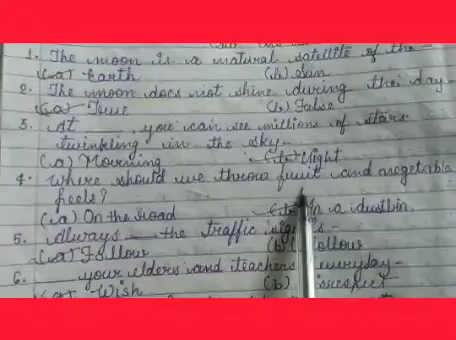 1. The moon is a natural satellite of the -
(a) Earth (b) Sun
2. The moon does not shine during the day -
(a) True (b) False
3. At , you can see millions of stars
twinkling in the sky.
(a) Morning (b) Night
4. Where should we throw fruit and vegetable
peels?
(a) On the road (b) In a dustbin
5. Always the traffic
(a) Follow
6. your elders and teachers everyday -
(a) Wish (b)